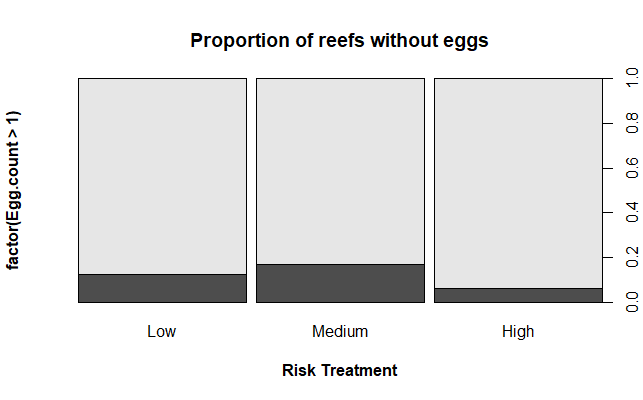 Proportion of reefs without eggs
factor(Egg.count > 1)
1.0
0.8
0.6
0.4
0.2
0.0
Low
Medium
High
Risk Treatment